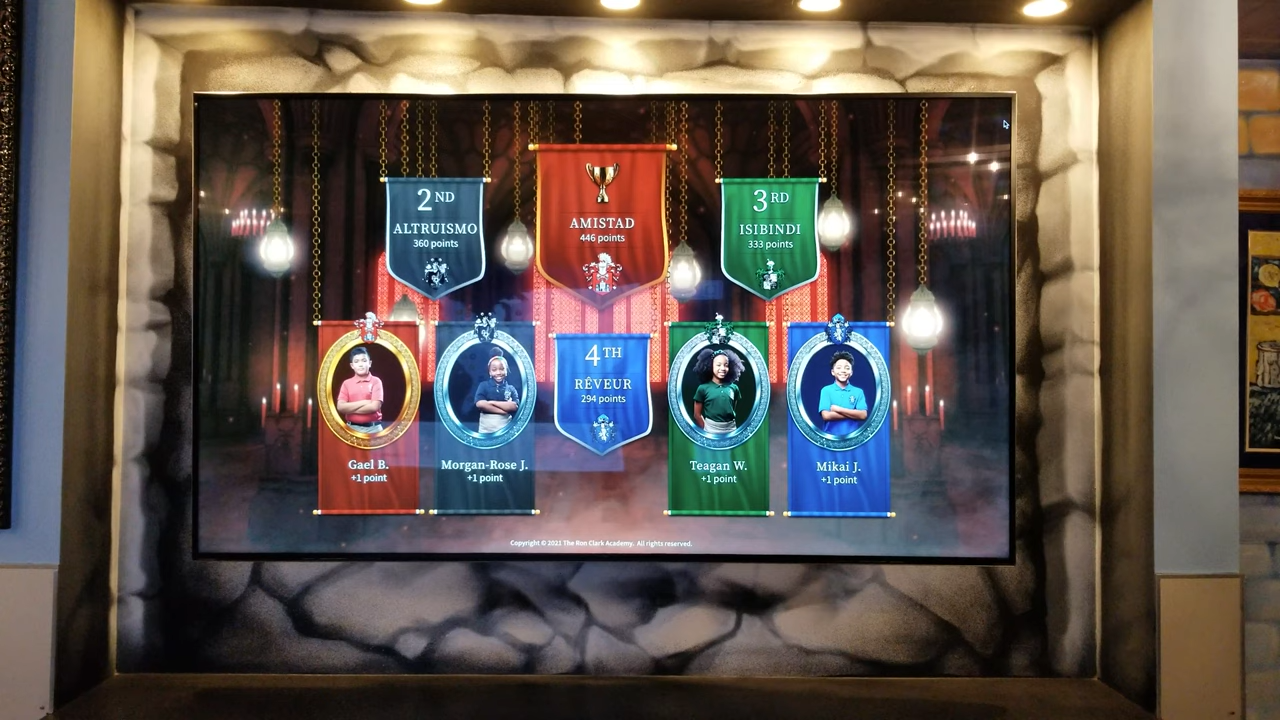 2ND
ALTRUISMO
360 points
AMISTAD
446 points
3RD
ISIBINDI
333 points
4TH
RÊVEUR
294 points
Gael B.
+1 point
Morgan-Rose J.
+1 point
Teagan W.
+1 point
Mikai J.
+1 point
Copyright © 2021 The Ron Clark Academy. All rights reserved.